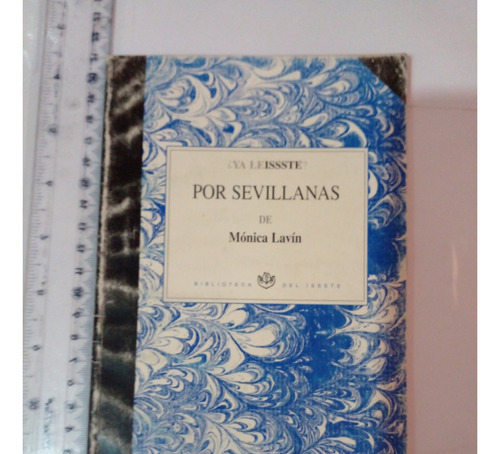 ¿YA LEISSSTE?
POR SEVILLANAS
DE
Mónica Lavín
BIBLIOTECA DEL ISSSTE